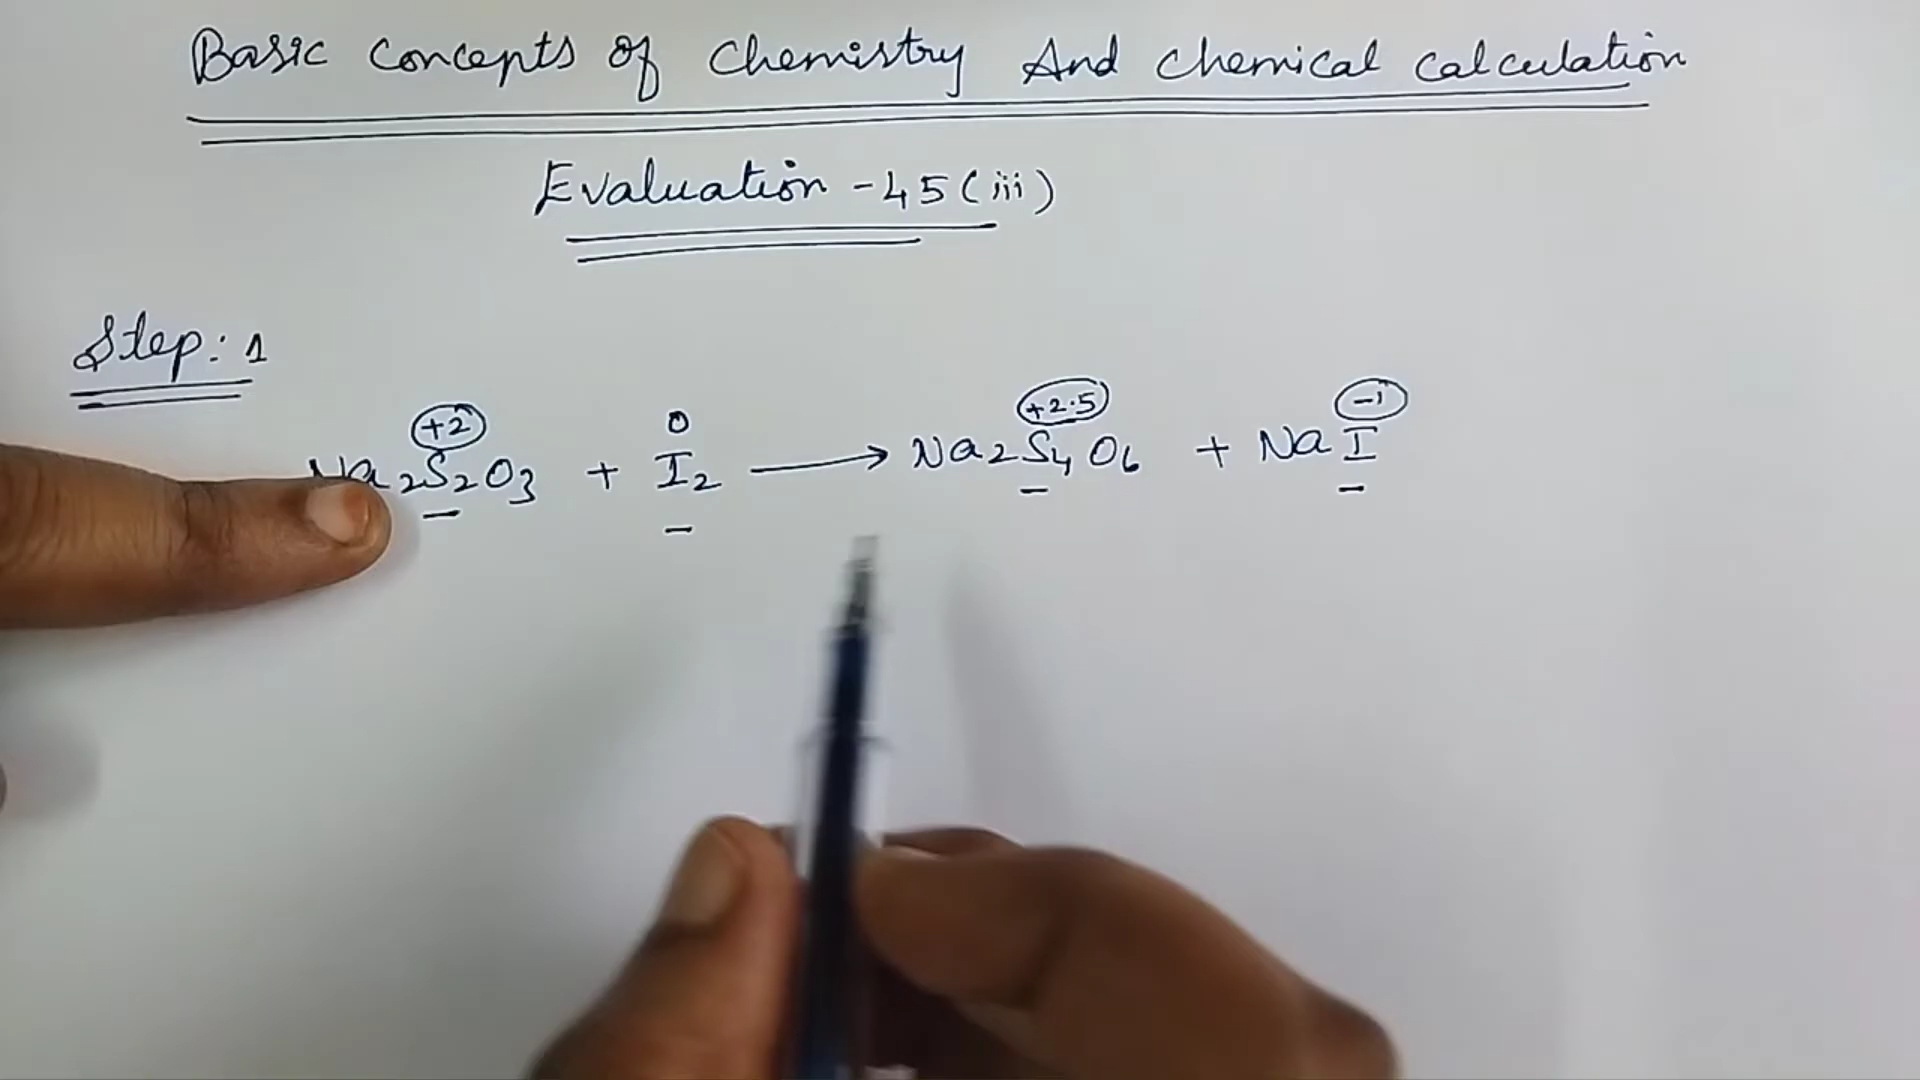 Basic Concepts Of Chemistry And Chemical Calculation
Evaluation - 45 (iii)
Step: 1
+2 0 +2.5 -1
Na2S2O3 + I2 → Na2S4O6 + NaI